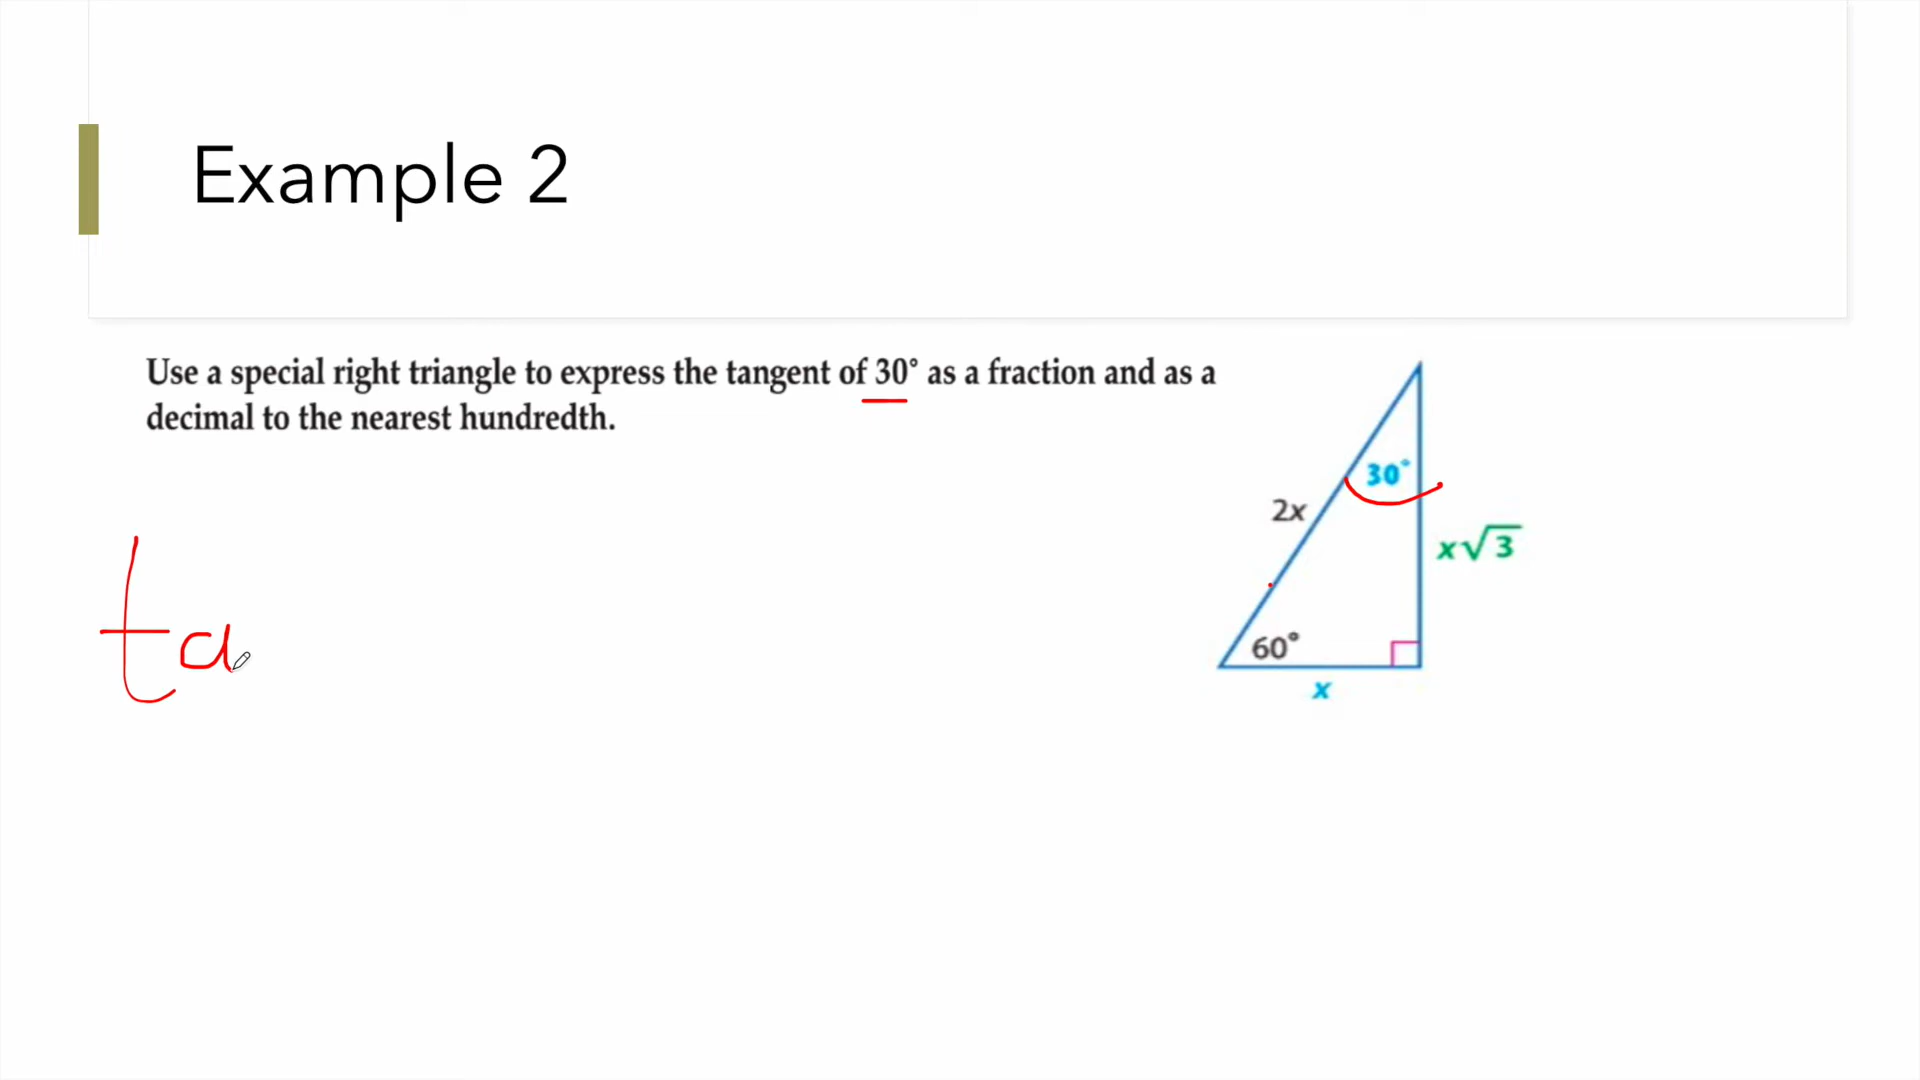 Example 2
Use a special right triangle to express the tangent of 30° as a fraction and as a
decimal to the nearest hundredth.
30°
2x
x√3
ta
60°
x